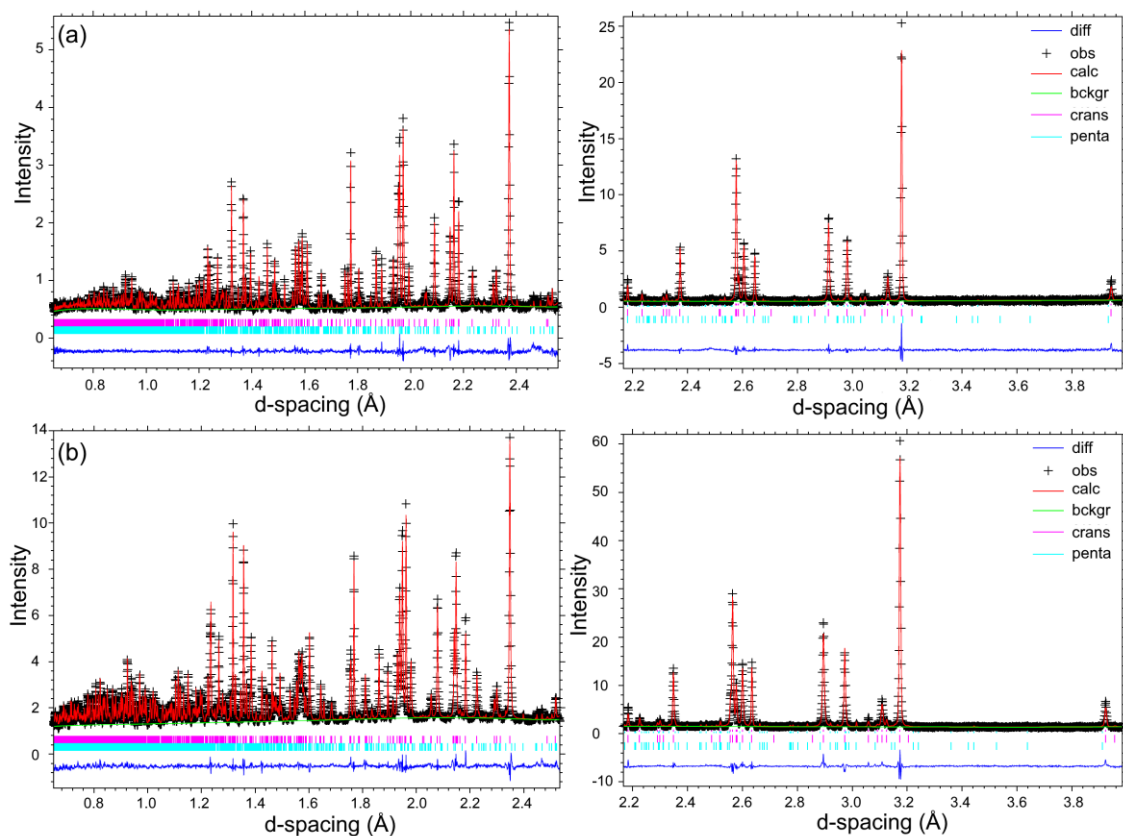 (a)
Intensity
5
4
3
2
1
0
0.8 1.0 1.2 1.4 1.6 1.8 2.0 2.2 2.4
d-spacing (Å)
Intensity
25
20
15
10
5
0
-5
2.2 2.4 2.6 2.8 3.0 3.2 3.4 3.6 3.8
d-spacing (Å)
diff
obs
calc
bckgr
crans
penta
(b)
Intensity
14
12
10
8
6
4
2
0
0.8 1.0 1.2 1.4 1.6 1.8 2.0 2.2 2.4
d-spacing (Å)
Intensity
60
50
40
30
20
10
0
-10
2.2 2.4 2.6 2.8 3.0 3.2 3.4 3.6 3.8
d-spacing (Å)
diff
obs
calc
bckgr
crans
penta